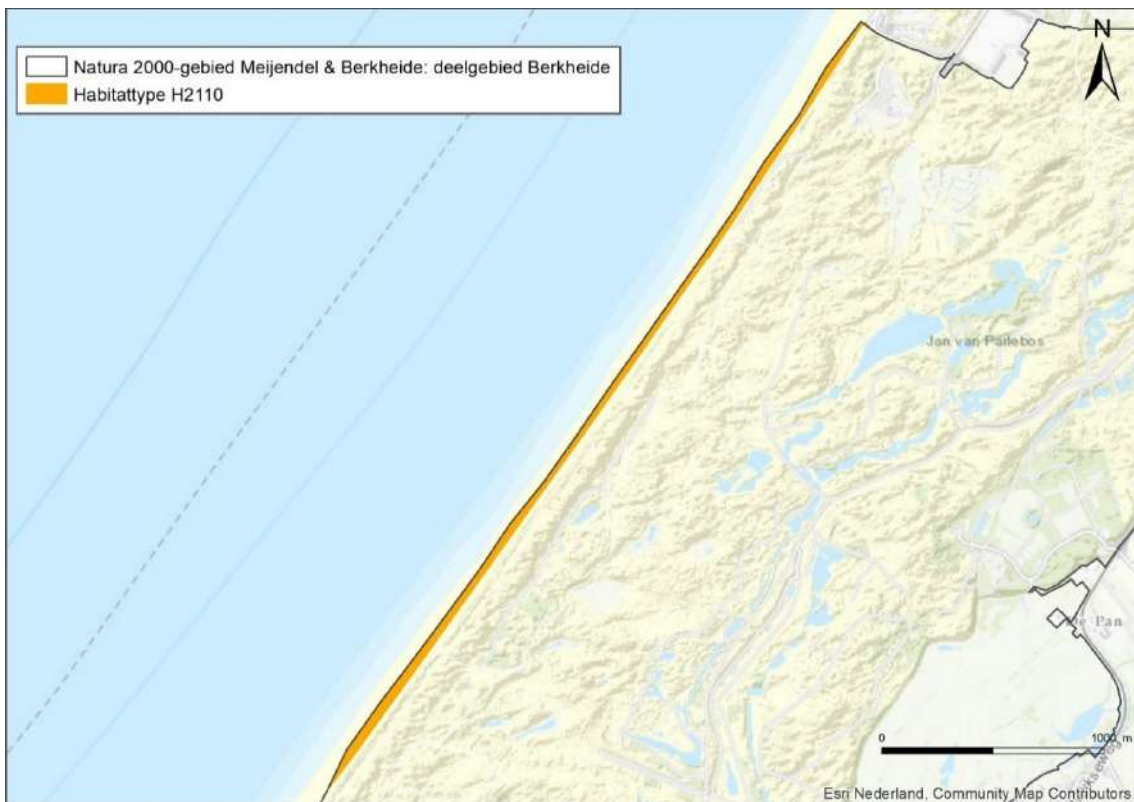 Natura 2000-gebied Meijendel & Berkheide: deelgebied Berkheide
Habitattype H2110
N
Jan van Pallebos
De Pan
0
1000 m
Esri Nederland, Community Map Contributors